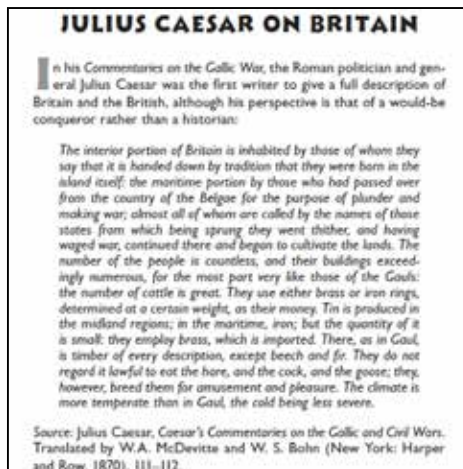 JULIUS CAESAR ON BRITAIN
In his Commentaries on the Gallic War, the Roman politician and gen-
eral Julius Caesar was the first writer to give a full description of
Britain and the British, although his perspective is that of a would-be
conqueror rather than a historian:
The interior portion of Britain is inhabited by those of whom they
say that it is handed down by tradition that they were born in the
island itself: the maritime portion by those who had passed over
from the country of the Belgae for the purpose of plunder and
making war; almost all of whom are called by the names of those
states from which being sprung they went thither, and having
waged war, continued there and began to cultivate the lands. The
number of the people is countless, and their buildings exceed-
ingly numerous, for the most part very like those of the Gauls:
the number of cattle is great. They use either brass or iron rings,
determined at a certain weight, as their money. Tin is produced in
the midland regions; in the maritime, iron; but the quantity of it
is small: they employ brass, which is imported. There, as in Gaul,
is timber of every description, except beech and fir. They do not
regard it lawful to eat the hare, and the cock, and the goose; they,
however, breed them for amusement and pleasure. The climate is
more temperate than in Gaul, the cold being less severe.
Source: Julius Caesar, Caesar's Commentaries on the Gallic and Civil Wars.
Translated by W.A. McDevitte and W. S. Bohn (New York: Harper
and Row, 1870), 111–112.